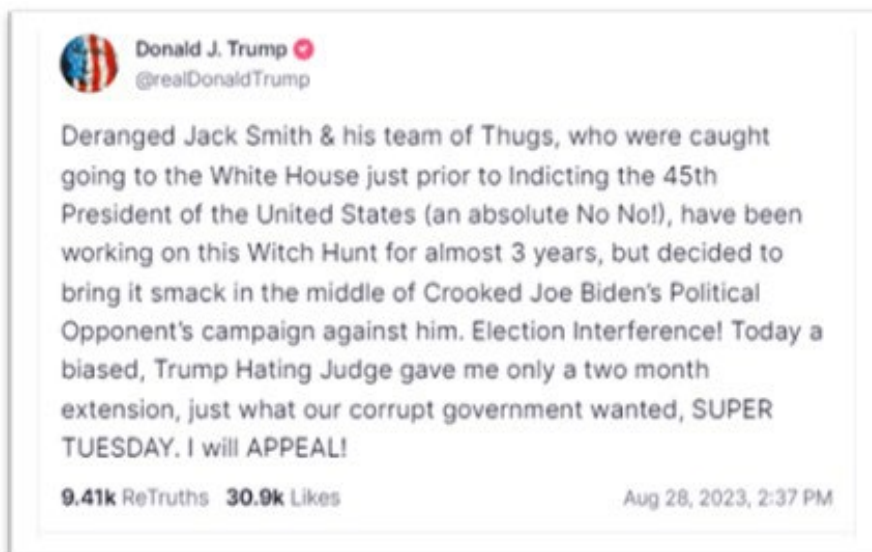 Donald J. Trump
@realDonaldTrump
Deranged Jack Smith & his team of Thugs, who were caught
going to the White House just prior to Indicting the 45th
President of the United States (an absolute No No!), have been
working on this Witch Hunt for almost 3 years, but decided to
bring it smack in the middle of Crooked Joe Biden's Political
Opponent's campaign against him. Election Interference! Today a
biased, Trump Hating Judge gave me only a two month
extension, just what our corrupt government wanted, SUPER
TUESDAY. I will APPEAL!
9.41k ReTruths 30.9k Likes Aug 28, 2023, 2:37 PM